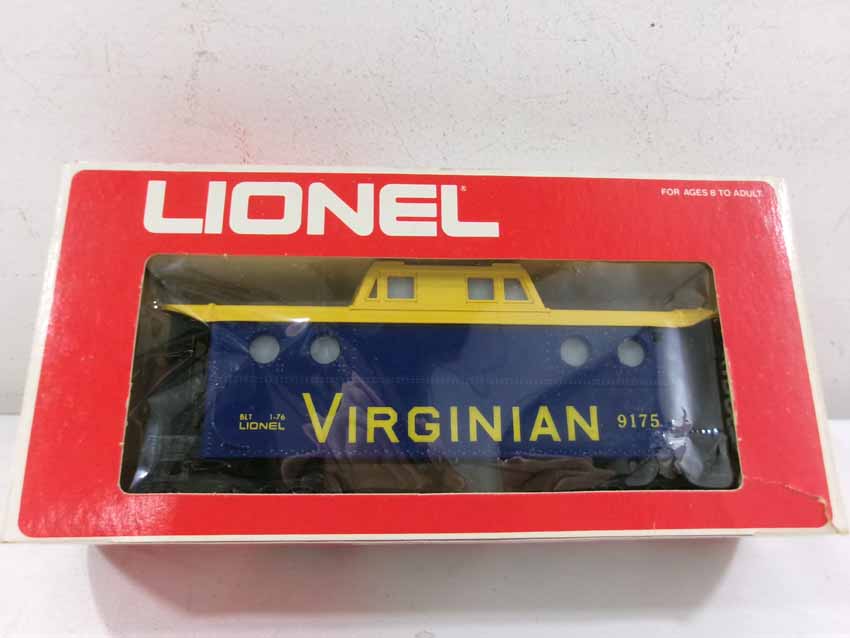 LIONEL®
FOR AGES 8 TO ADULT.
BLT 1-76
LIONEL
VIRGINIAN
9175